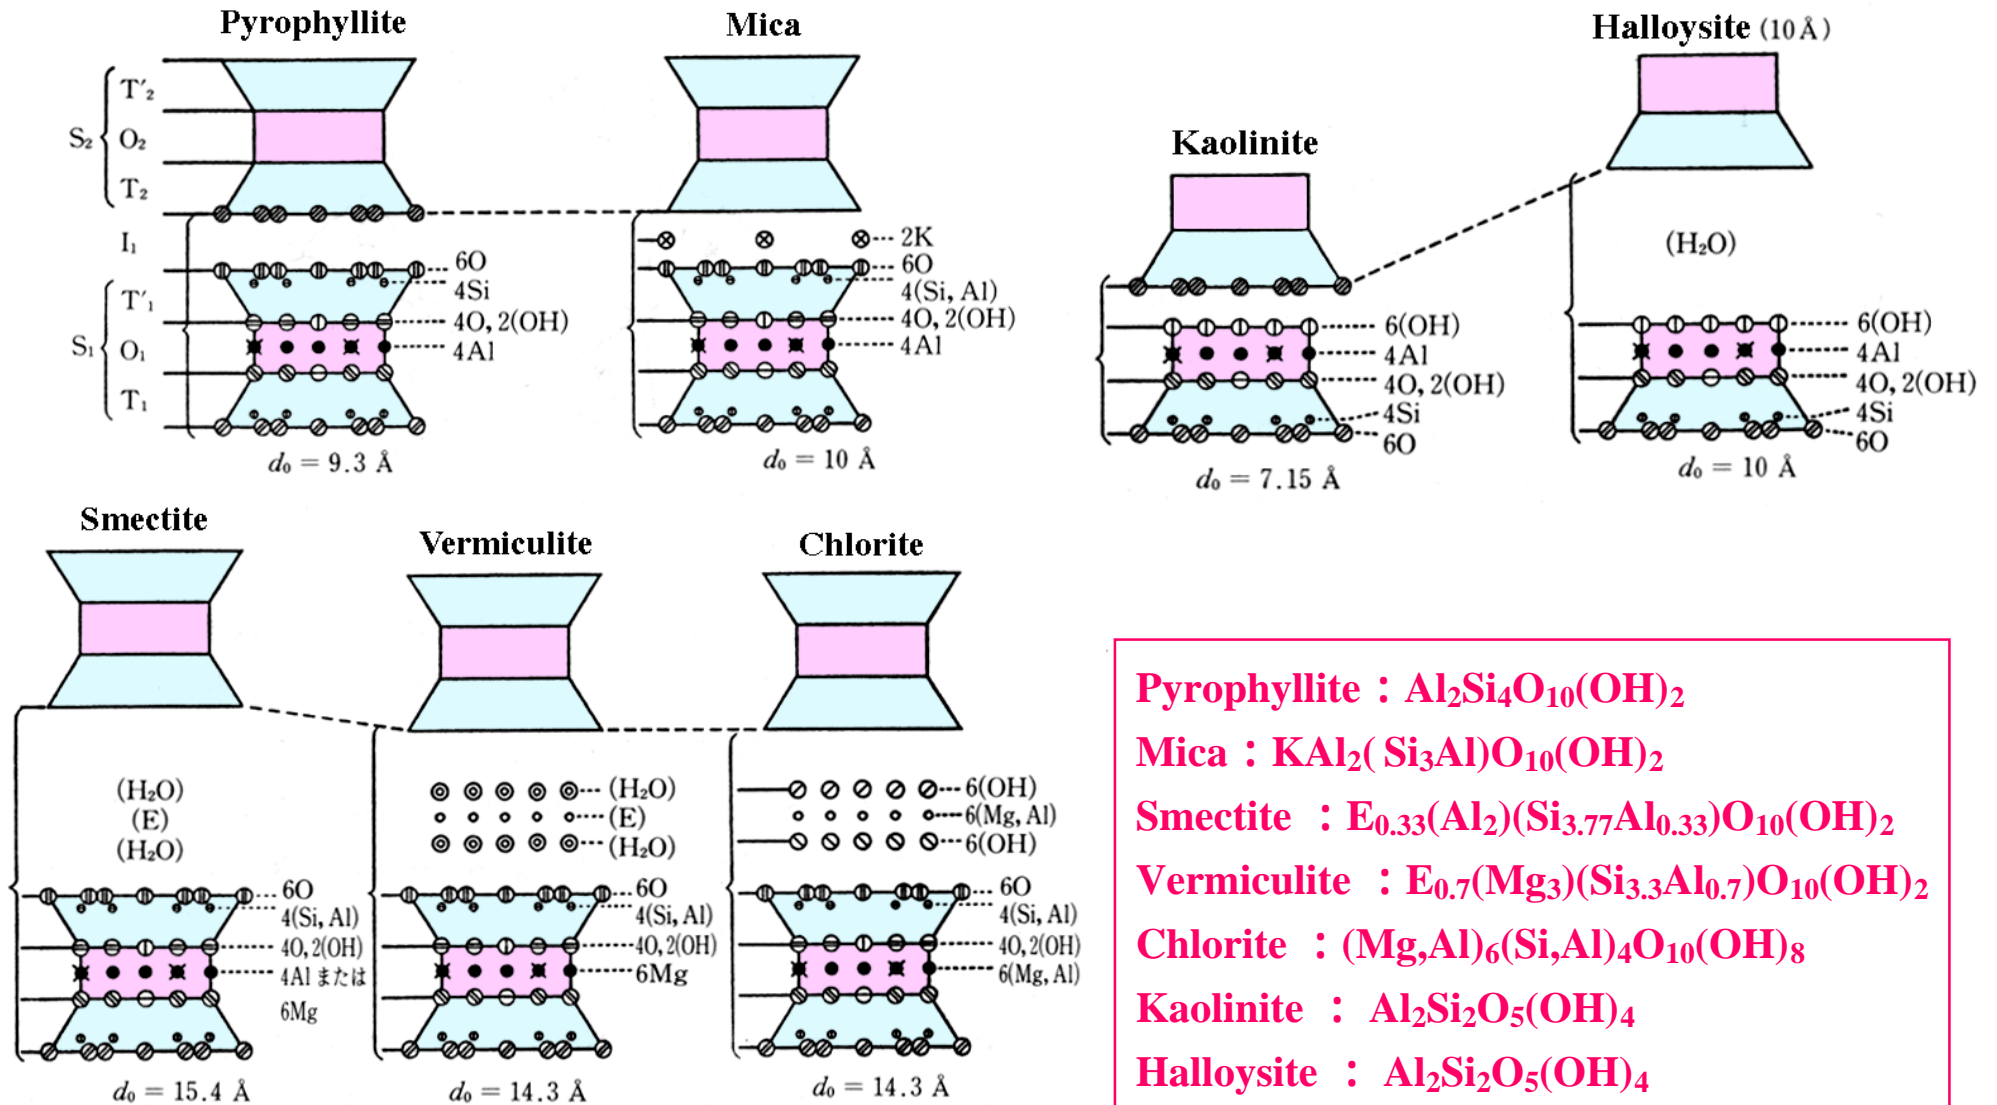 Pyrophyllite
T′₂
S₂
O₂
T₂
I₁
6O
4Si
T′₁
4O, 2(OH)
S₁
O₁
4Al
T₁
d₀ = 9.3 Å
Mica
2K
6O
4(Si, Al)
4O, 2(OH)
4Al
d₀ = 10 Å
Kaolinite
6(OH)
4Al
4O, 2(OH)
4Si
6O
d₀ = 7.15 Å
Halloysite (10Å)
(H₂O)
6(OH)
4Al
4O, 2(OH)
4Si
6O
d₀ = 10 Å
Smectite
(H₂O)
(E)
(H₂O)
6O
4(Si, Al)
4O, 2(OH)
4Al または
6Mg
d₀ = 15.4 Å
Vermiculite
(H₂O)
(E)
(H₂O)
6O
4(Si, Al)
4O, 2(OH)
6Mg
d₀ = 14.3 Å
Chlorite
6(OH)
6(Mg, Al)
6(OH)
6O
4(Si, Al)
4O, 2(OH)
6(Mg, Al)
d₀ = 14.3 Å
Pyrophyllite：Al₂Si₄O₁₀(OH)₂
Mica：KAl₂( Si₃Al)O₁₀(OH)₂
Smectite ：E₀.₃₃(Al₂)(Si₃.₇₇Al₀.₃₃)O₁₀(OH)₂
Vermiculite ：E₀.₇(Mg₃)(Si₃.₃Al₀.₇)O₁₀(OH)₂
Chlorite ：(Mg,Al)₆(Si,Al)₄O₁₀(OH)₈
Kaolinite ： Al₂Si₂O₅(OH)₄
Halloysite ： Al₂Si₂O₅(OH)₄